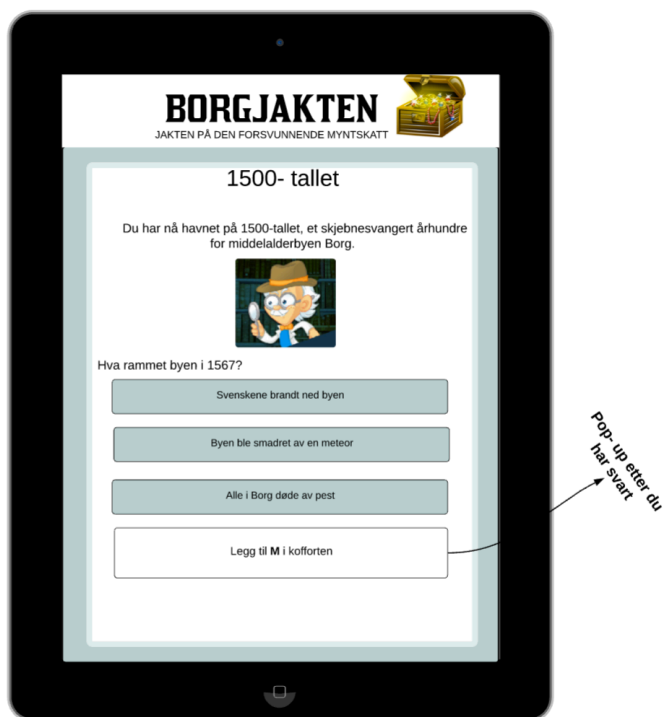 BORGJAKTEN
JAKTEN PÅ DEN FORSVUNNENDE MYNTSKATT
1500- tallet
Du har nå havnet på 1500-tallet, et skjebnesvangert århundre
for middelalderbyen Borg.
Hva rammet byen i 1567?
Svenskene brandt ned byen
Byen ble smadret av en meteor
Alle i Borg døde av pest
Legg til M i kofforten
Pop- up etter du
har svart